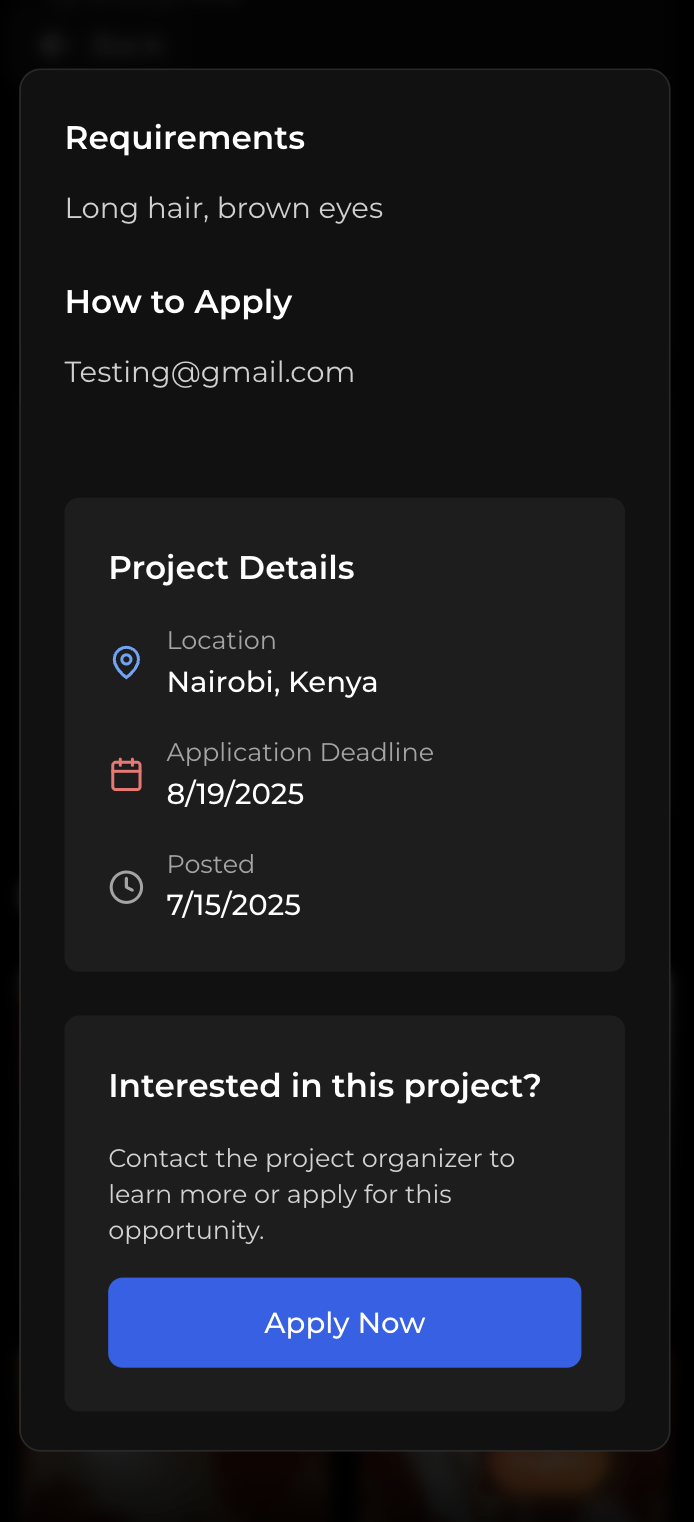 Requirements
Long hair, brown eyes
How to Apply
Testing@gmail.com
Project Details
Location
Nairobi, Kenya
Application Deadline
8/19/2025
Posted
7/15/2025
Interested in this project?
Contact the project organizer to
learn more or apply for this
opportunity.
Apply Now